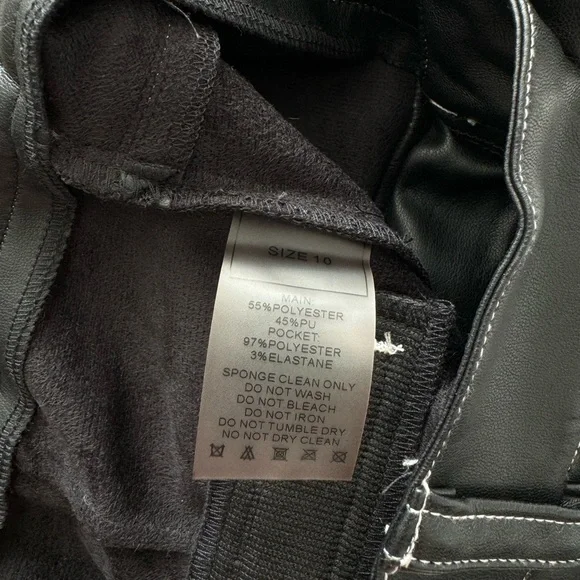 SIZE 10
MAIN:
55%POLYESTER
45%PU
POCKET:
97%POLYESTER
3%ELASTANE
SPONGE CLEAN ONLY
DO NOT WASH
DO NOT BLEACH
DO NOT IRON
DO NOT TUMBLE DRY
NO NOT DRY CLEAN